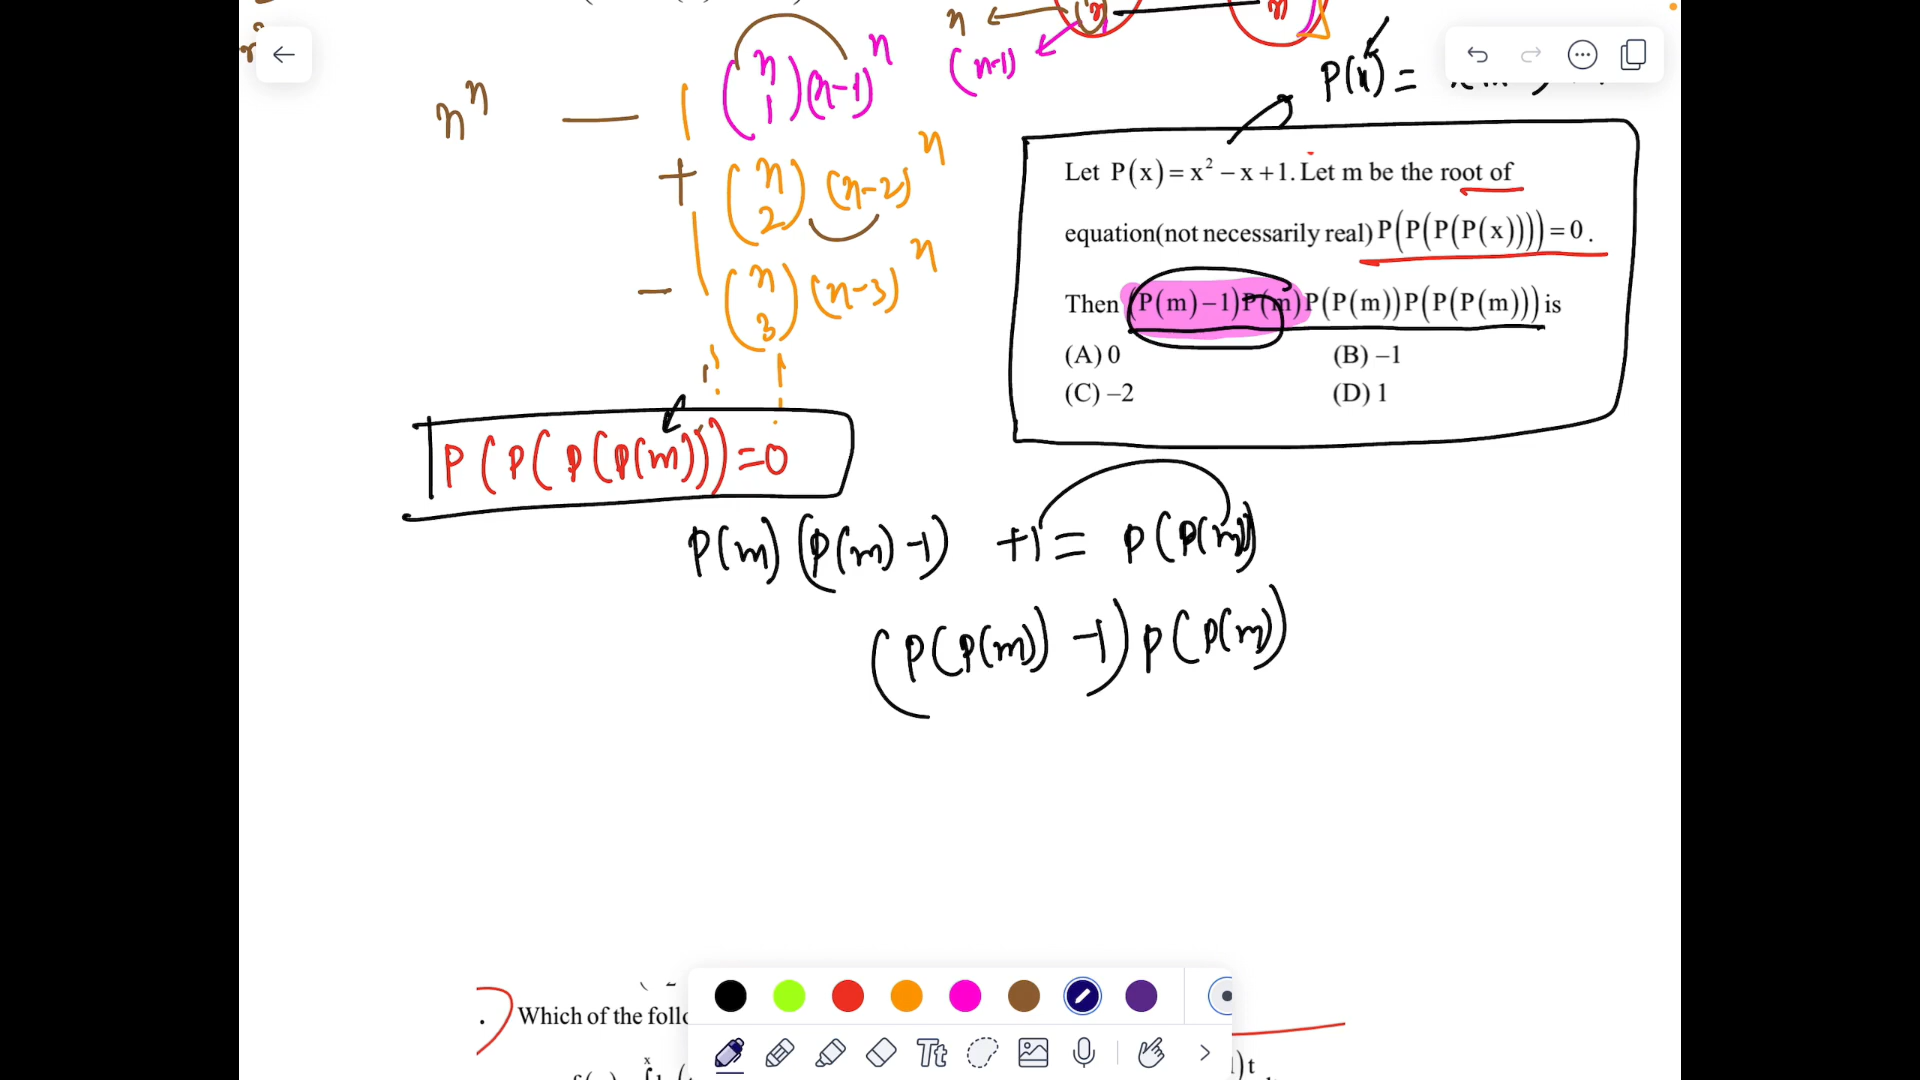 n
(n-1)
n
n
P(x) =
n^n — (n 1)(n-1)^n
+ (n 2)(n-2)^n
− (n 3)(n-3)^n
Let P(x) = x² − x + 1. Let m be the root of
equation(not necessarily real) P(P(P(P(x)))) = 0 .
Then (P(m) − 1)P(m)P(P(m))P(P(P(m))) is
(A) 0 (B) −1
(C) −2 (D) 1
P(P(P(P(m)))=0
P(m) (P(m) -1) +1 = P(P(m))
(P(P(m)) -1) P(P(m))
. Which of the follo
Tt